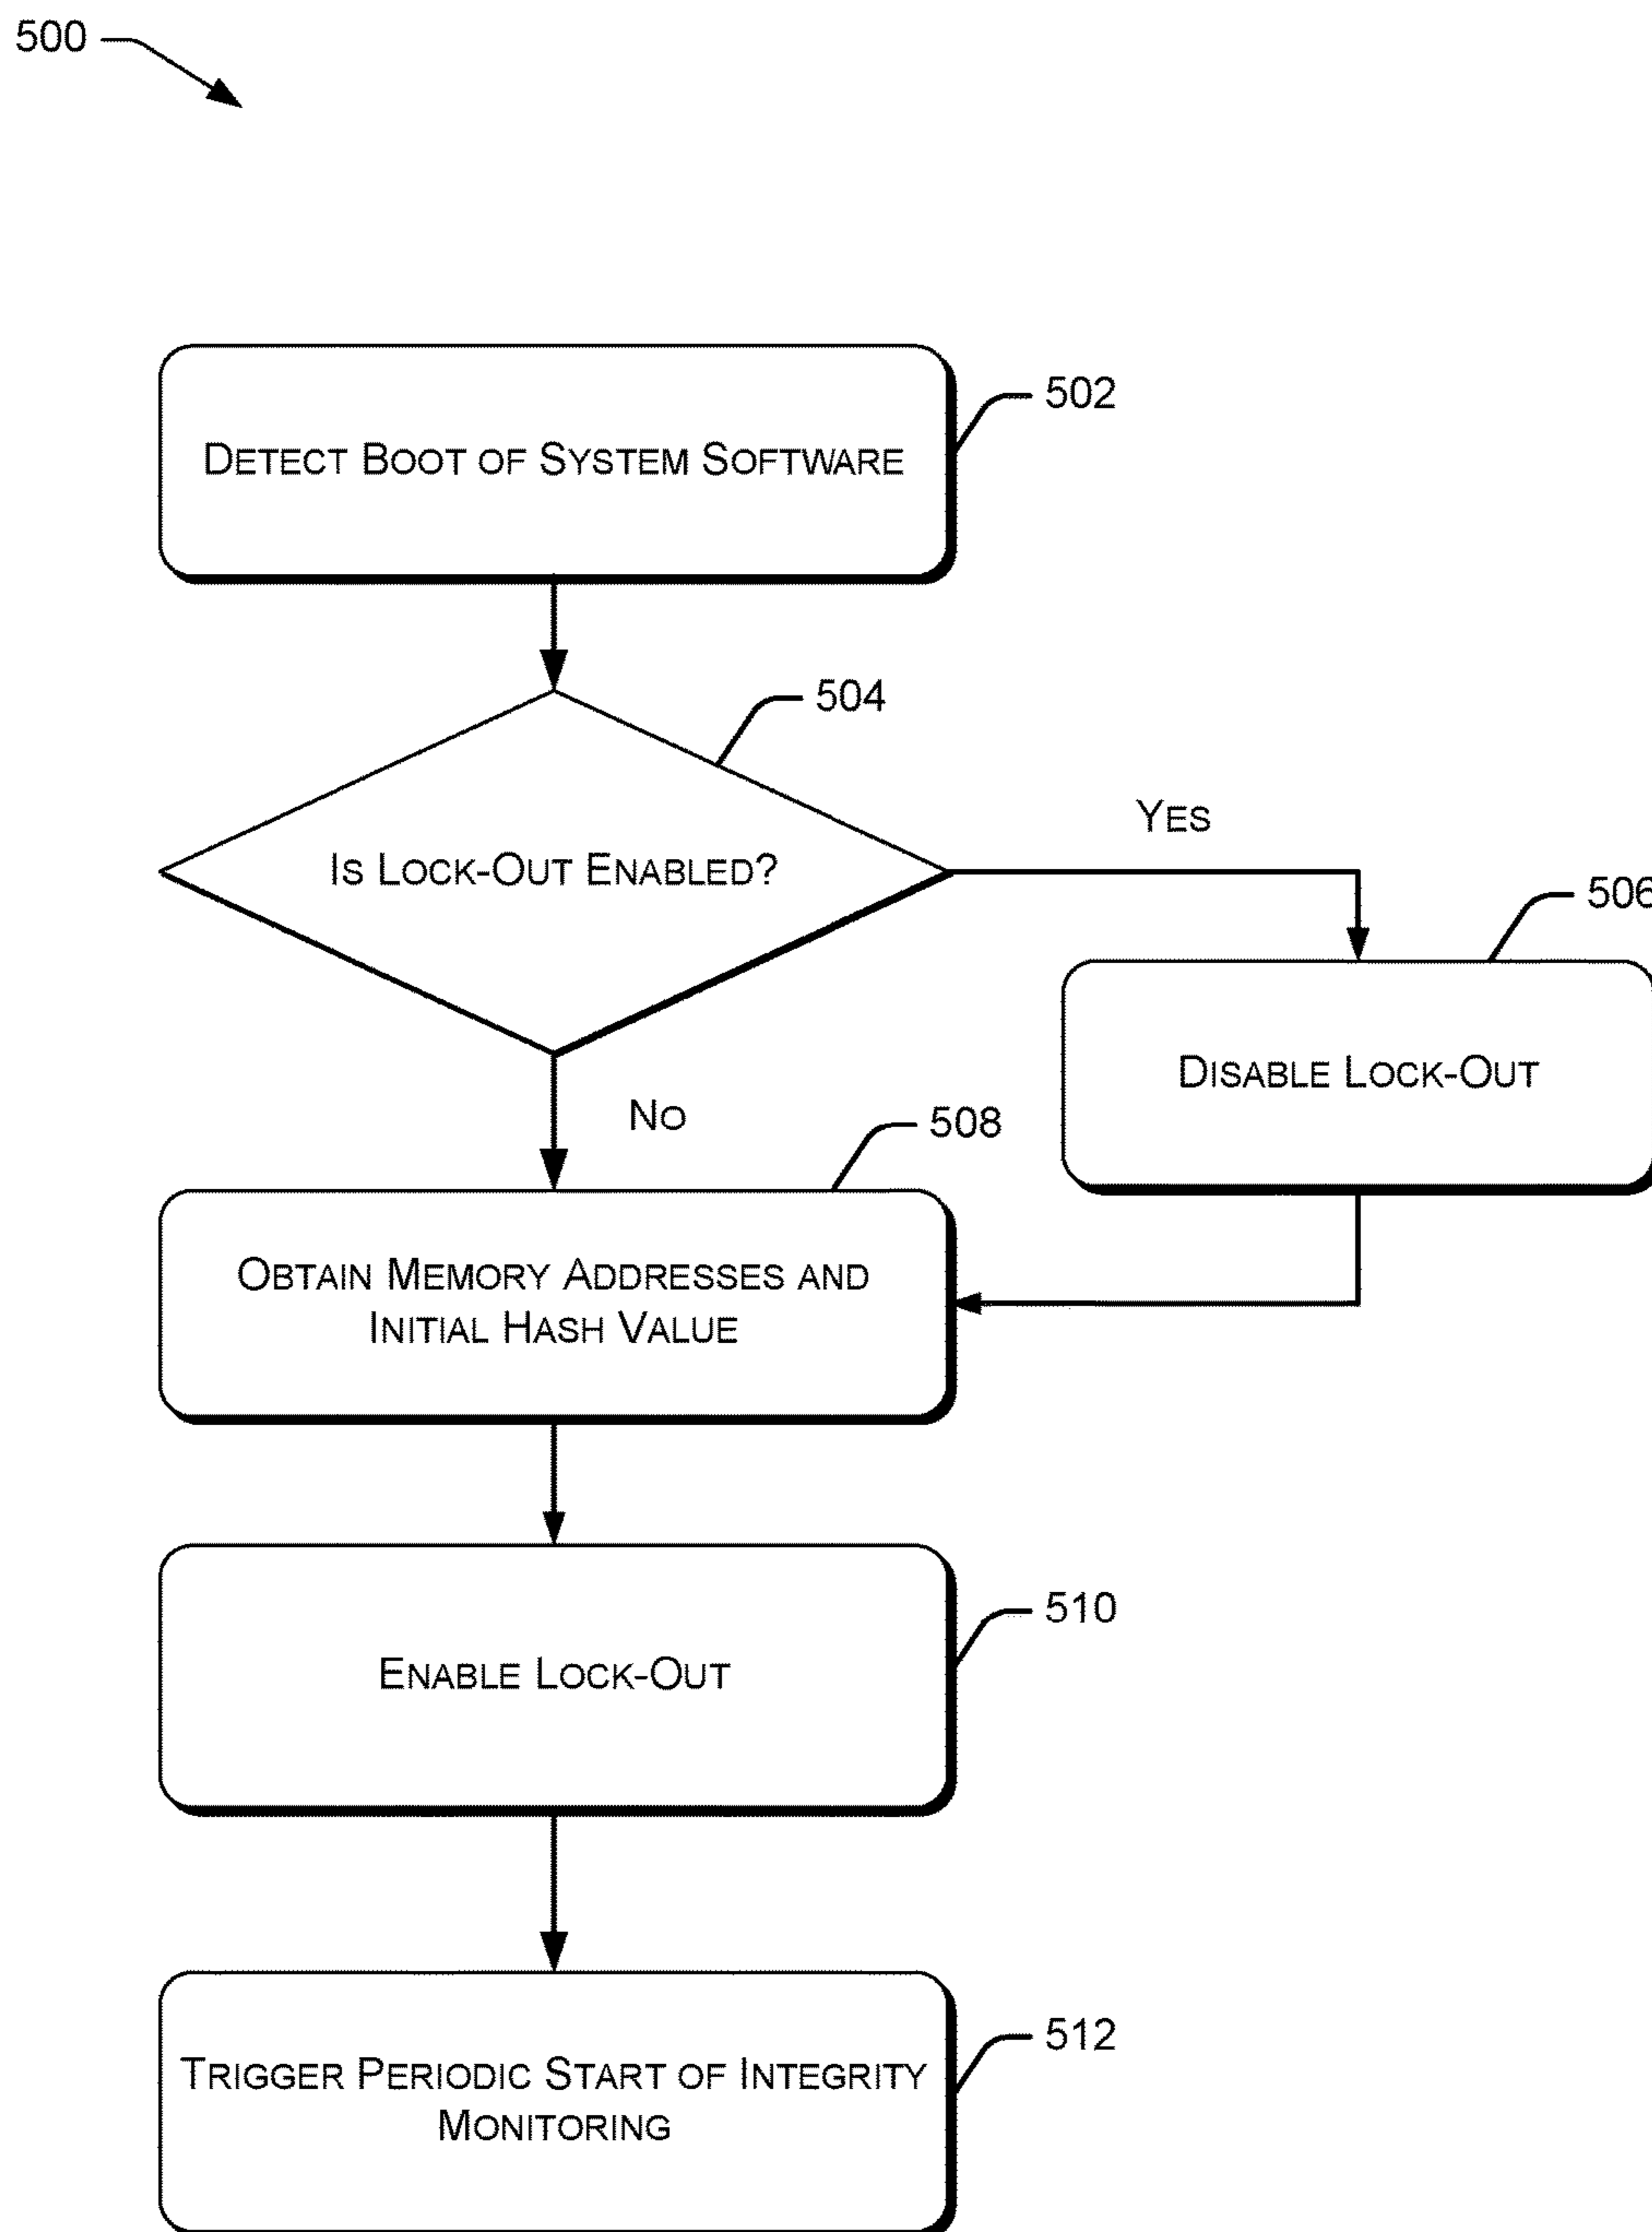 500
502
DETECT BOOT OF SYSTEM SOFTWARE
504
IS LOCK-OUT ENABLED?
YES
506
DISABLE LOCK-OUT
NO
508
OBTAIN MEMORY ADDRESSES AND
INITIAL HASH VALUE
510
ENABLE LOCK-OUT
512
TRIGGER PERIODIC START OF INTEGRITY
MONITORING